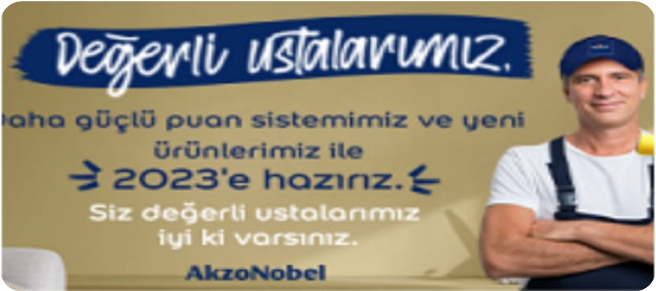 Değerli ustalarımız,
Daha güçlü puan sistemimiz ve yeni
ürünlerimiz ile
2023'e hazırız.
Siz değerli ustalarımız
iyi ki varsınız.
AkzoNobel